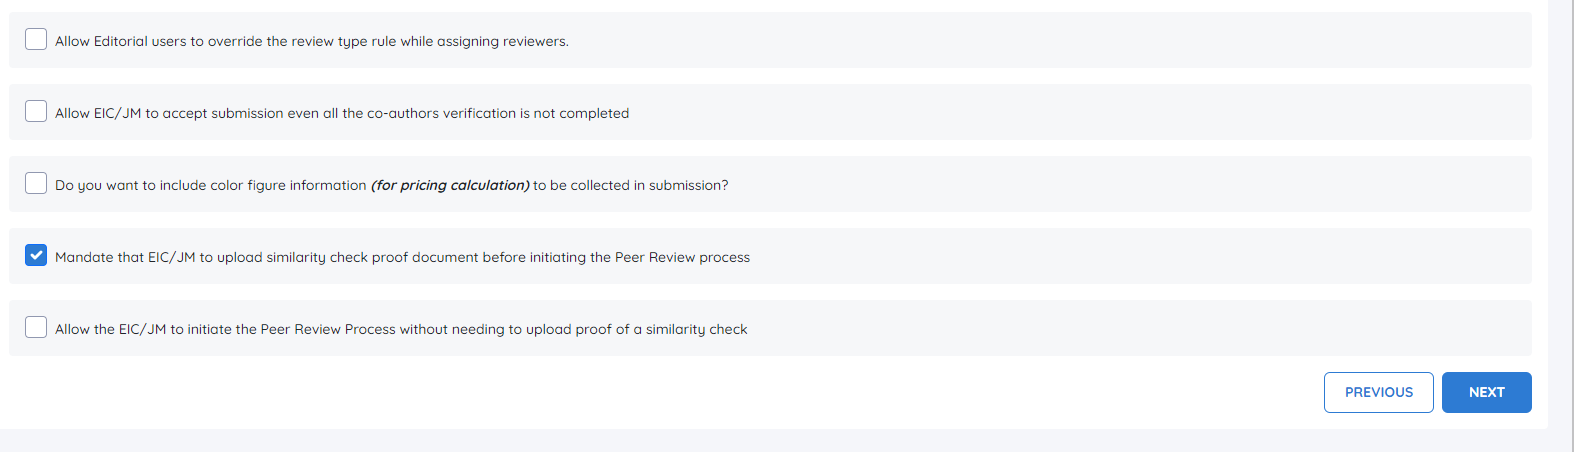 Allow Editorial users to override the review type rule while assigning reviewers.
Allow EIC/JM to accept submission even all the co-authors verification is not completed
Do you want to include color figure information (for pricing calculation) to be collected in submission?
Mandate that EIC/JM to upload similarity check proof document before initiating the Peer Review process
Allow the EIC/JM to initiate the Peer Review Process without needing to upload proof of a similarity check
PREVIOUS NEXT